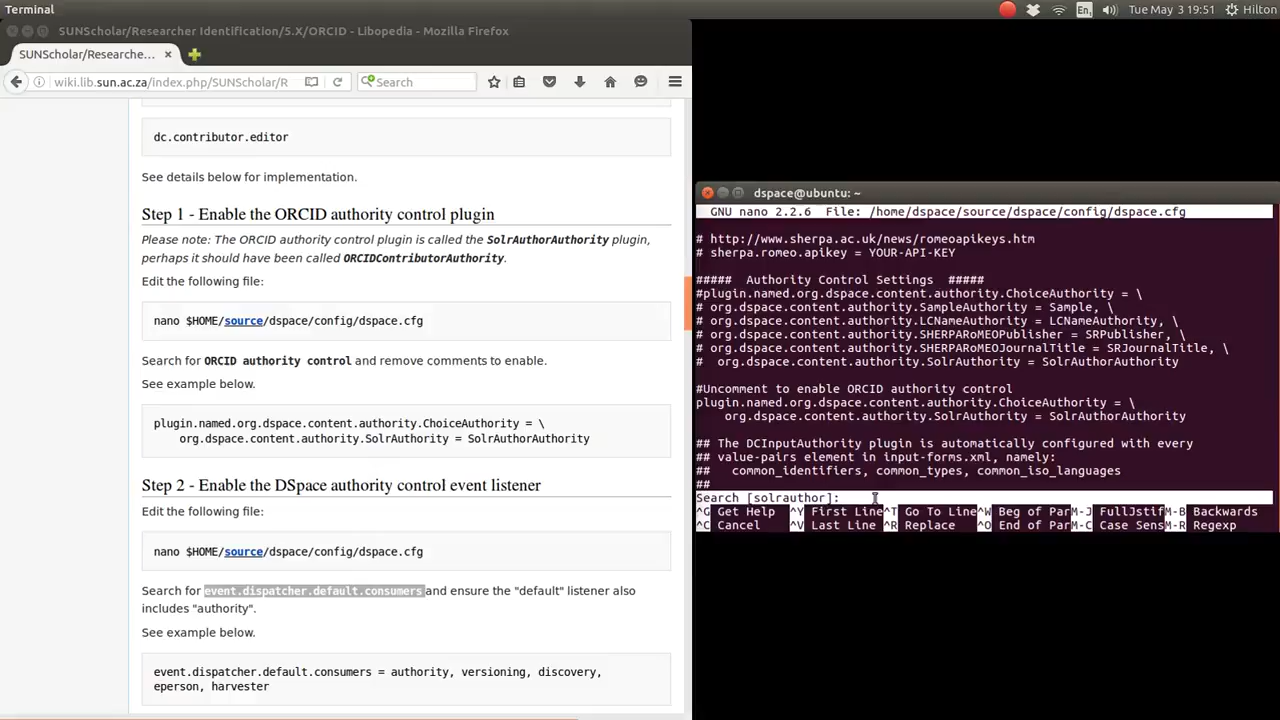 Terminal
En
Tue May 3 19:51
Hilton
SUNScholar/Researcher Identification/5.X/ORCID - Libopedia - Mozilla Firefox
SUNScholar/Researche...
wiki.lib.sun.ac.za/index.php/SUNScholar/R
Search
dc.contributor.editor
See details below for implementation.
Step 1 - Enable the ORCID authority control plugin
Please note: The ORCID authority control plugin is called the SolrAuthorAuthority plugin,
perhaps it should have been called ORCIDContributorAuthority.
Edit the following file:
nano $HOME/source/dspace/config/dspace.cfg
Search for ORCID authority control and remove comments to enable.
See example below.
plugin.named.org.dspace.content.authority.ChoiceAuthority = \
org.dspace.content.authority.SolrAuthority = SolrAuthorAuthority
Step 2 - Enable the DSpace authority control event listener
Edit the following file:
nano $HOME/source/dspace/config/dspace.cfg
Search for event.dispatcher.default.consumers and ensure the "default" listener also
includes "authority".
See example below.
event.dispatcher.default.consumers = authority, versioning, discovery,
eperson, harvester
dspace@ubuntu: ~
GNU nano 2.2.6 File: /home/dspace/source/dspace/config/dspace.cfg
# http://www.sherpa.ac.uk/news/romeoapikeys.htm
# sherpa.romeo.apikey = YOUR-API-KEY
##### Authority Control Settings #####
#plugin.named.org.dspace.content.authority.ChoiceAuthority = \
# org.dspace.content.authority.SampleAuthority = Sample, \
# org.dspace.content.authority.LCNameAuthority = LCNameAuthority, \
# org.dspace.content.authority.SHERPARoMEOPublisher = SRPublisher, \
# org.dspace.content.authority.SHERPARoMEOJournalTitle = SRJournalTitle, \
# org.dspace.content.authority.SolrAuthority = SolrAuthorAuthority
#Uncomment to enable ORCID authority control
plugin.named.org.dspace.content.authority.ChoiceAuthority = \
org.dspace.content.authority.SolrAuthority = SolrAuthorAuthority
## The DCInputAuthority plugin is automatically configured with every
## value-pairs element in input-forms.xml, namely:
## common_identifiers, common_types, common_iso_languages
##
Search [solrauthor]:
^G Get Help ^Y First Line ^T Go To Line ^W Beg of Par M-J FullJstif M-B Backwards
^C Cancel ^V Last Line ^R Replace ^O End of Par M-C Case Sens M-R Regexp